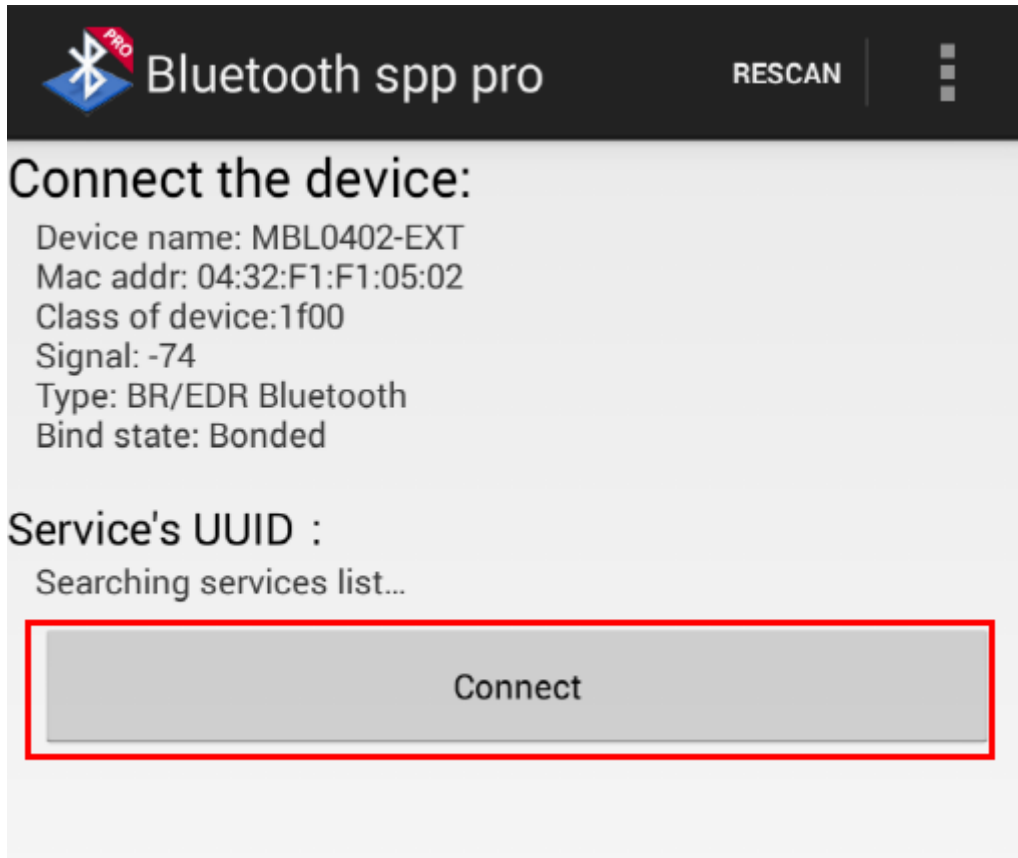 PRO
Bluetooth spp pro
RESCAN
Connect the device:
Device name: MBL0402-EXT
Mac addr: 04:32:F1:F1:05:02
Class of device:1f00
Signal: -74
Type: BR/EDR Bluetooth
Bind state: Bonded
Service's UUID :
Searching services list...
Connect